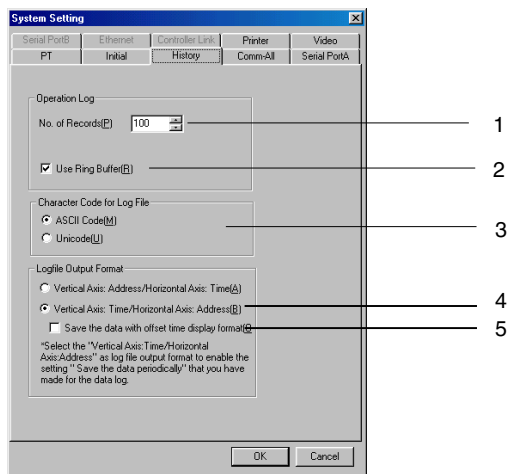 System Setting
Serial PortB Ethernet Controller Link Printer Video
PT Initial History Comm-All Serial PortA
Operation Log
No. of Records(P) 100
1
Use Ring Buffer(R)
2
Character Code for Log File
ASCII Code(M)
Unicode(U)
3
Logfile Output Format
Vertical Axis: Address/Horizontal Axis: Time(A)
Vertical Axis: Time/Horizontal Axis: Address(B)
4
Save the data with offset time display format(
5
*Select the "Vertical Axis:Time/Horizontal
Axis:Address" as log file output format to enable the
setting " Save the data periodically" that you have
made for the data log.
OK Cancel